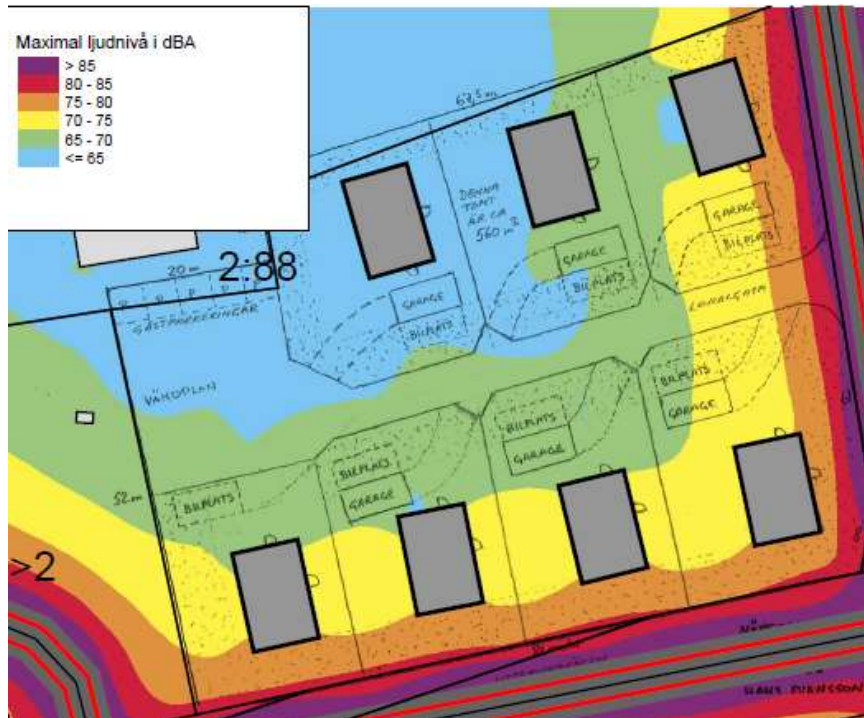 Maximal ljudnivå i dBA
> 85
80 - 85
75 - 80
70 - 75
65 - 70
<= 65
67,5 m
DENNA
TOMT
ÄR CA
560 m²
GARAGE
BILPLATS
GARAGE
BILPLATS
20 m
2:88
P P P P P
GÄSTPARKERINGAR
GARAGE
BILPLATS
LOKALGATA
VÄNDPLAN
BILPLATS
GARAGE
BILPLATS
GARAGE
BILPLATS
GARAGE
52 m
BILPLATS
>2
HANS